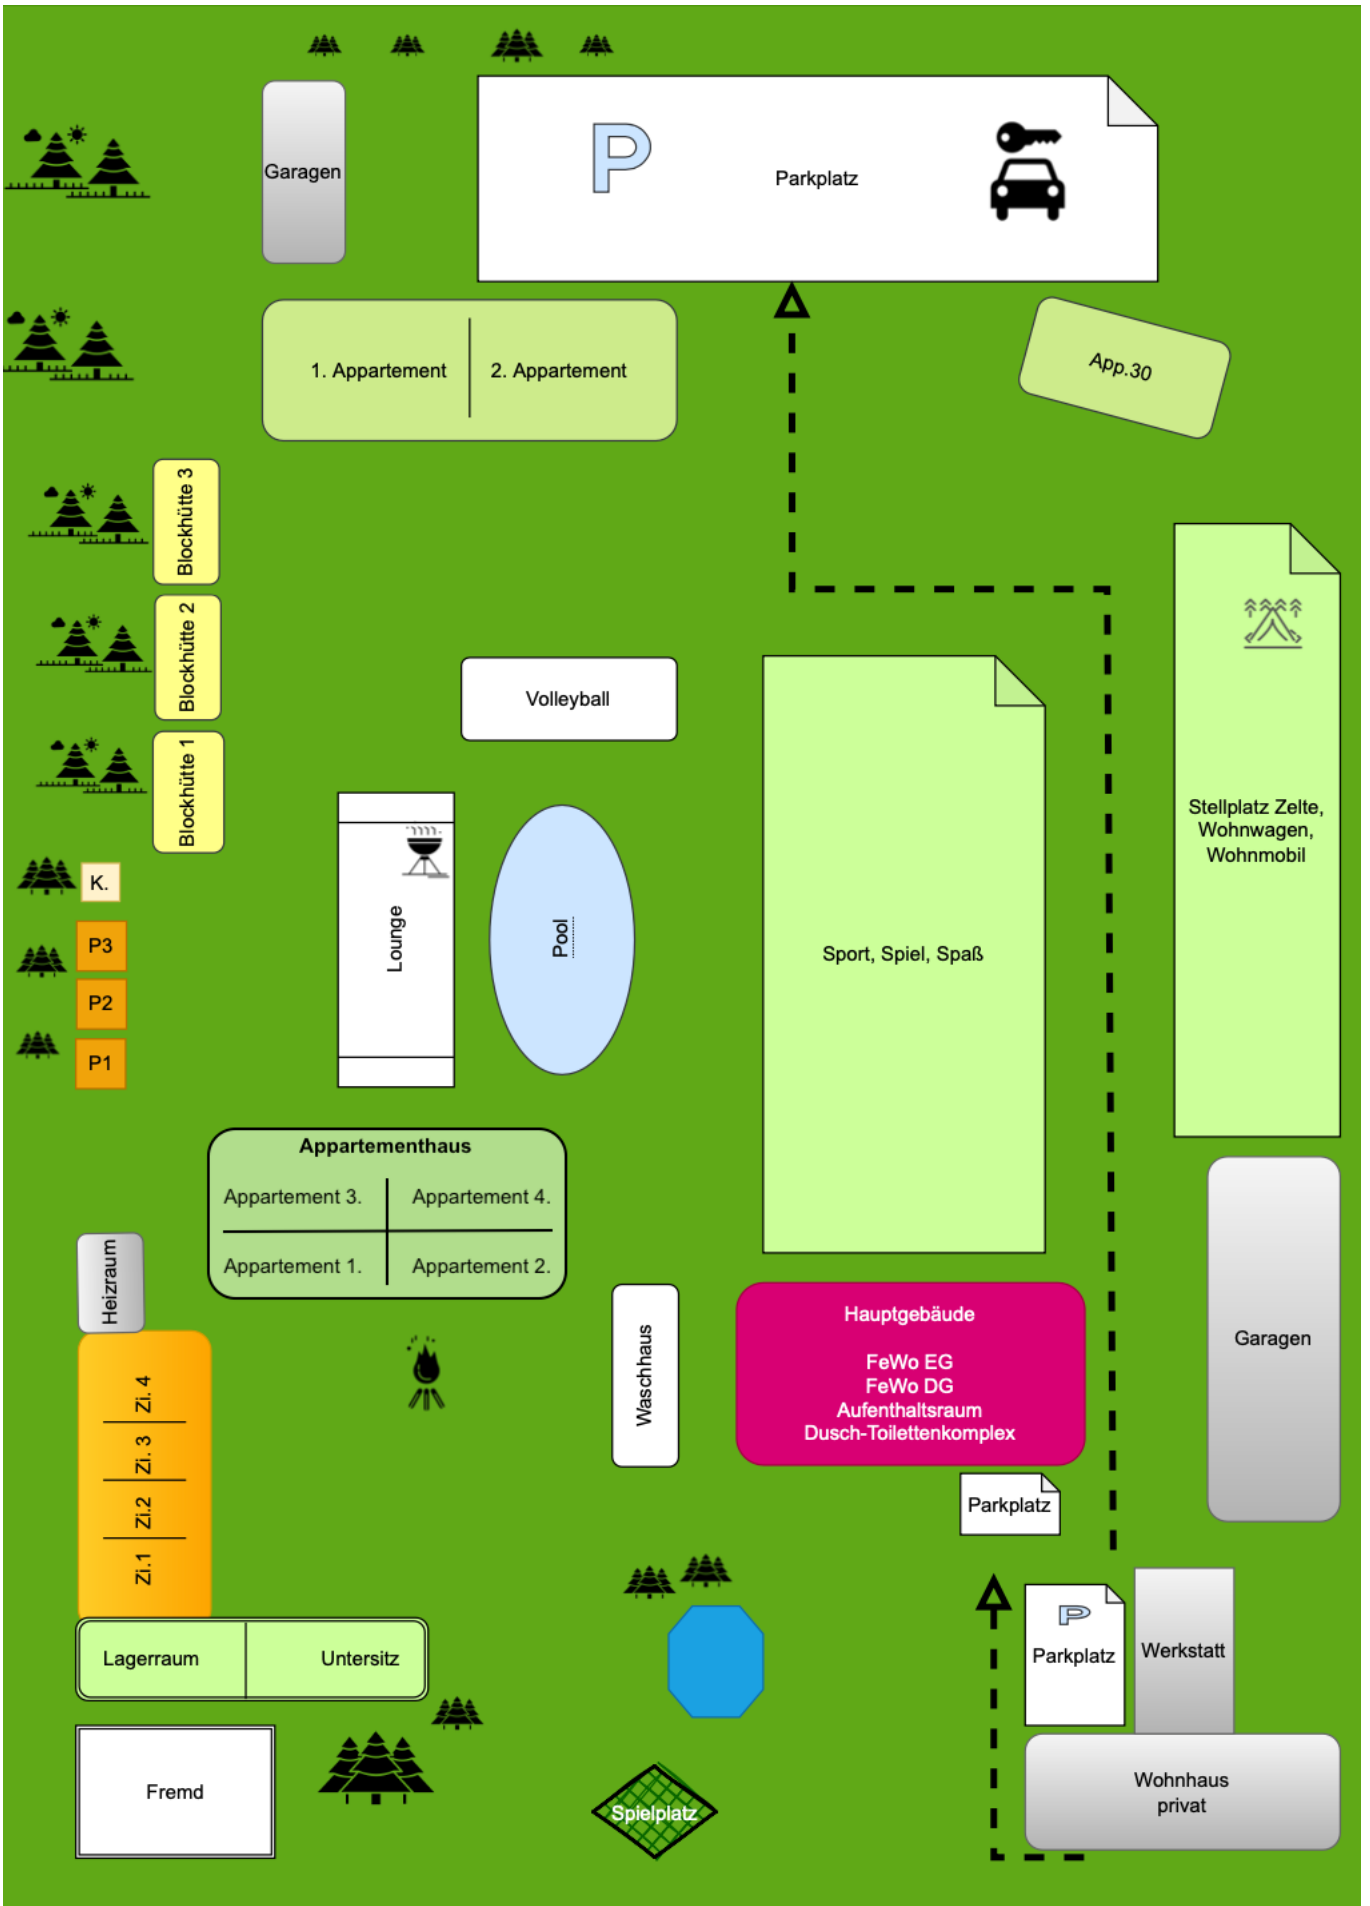 Garagen
P
Parkplatz
1. Appartement
2. Appartement
App.30
Blockhütte 3
Blockhütte 2
Blockhütte 1
Volleyball
Stellplatz Zelte,
Wohnwagen,
Wohnmobil
K.
P3
P2
P1
Lounge
Pool
Sport, Spiel, Spaß
Appartementhaus
Appartement 3.
Appartement 4.
Appartement 1.
Appartement 2.
Heizraum
Waschhaus
Hauptgebäude
FeWo EG
FeWo DG
Aufenthaltsraum
Dusch-Toilettenkomplex
Garagen
Zi. 4
Zi. 3
Zi.2
Zi.1
Parkplatz
P
Parkplatz
Werkstatt
Lagerraum
Untersitz
Fremd
Spielplatz
Wohnhaus
privat